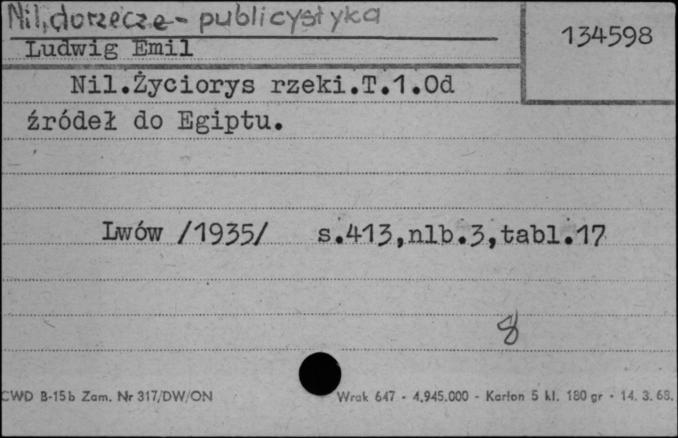 Nil, dorzecze - publicystyka
134598
Ludwig Emil
Nil.Życiorys rzeki.T.1.Od
źródeł do Egiptu.
Lwów /1935/ s.413,nlb.3,tabl.17
8
CWD B-15b Zam. Nr 317/DW/ON Wrak 647 - 4.945.000 - Karton 5 kl. 180 gr - 14. 3. 68.